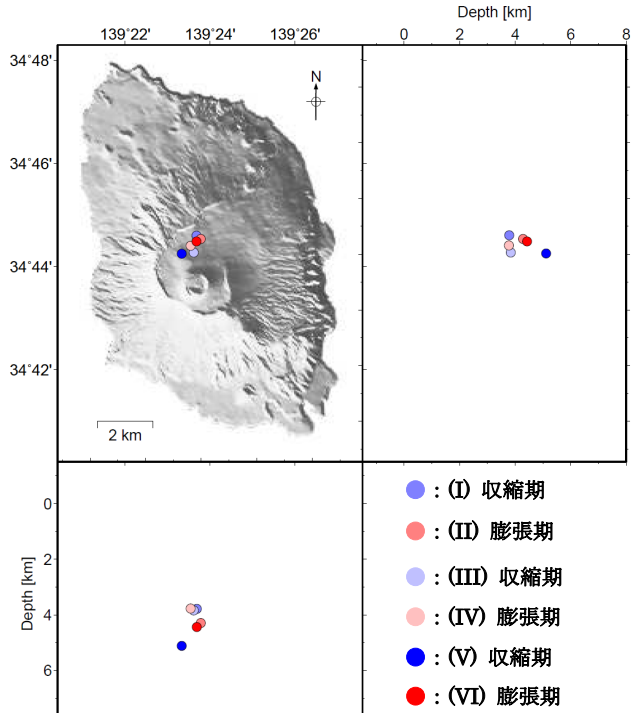 Depth [km]
139°22' 139°24' 139°26'
0 2 4 6 8
34°48'
N
34°46'
34°44'
34°42'
2 km
Depth [km]
0
2
4
6
: (I) 収縮期
: (II) 膨張期
: (III) 収縮期
: (IV) 膨張期
: (V) 収縮期
: (VI) 膨張期